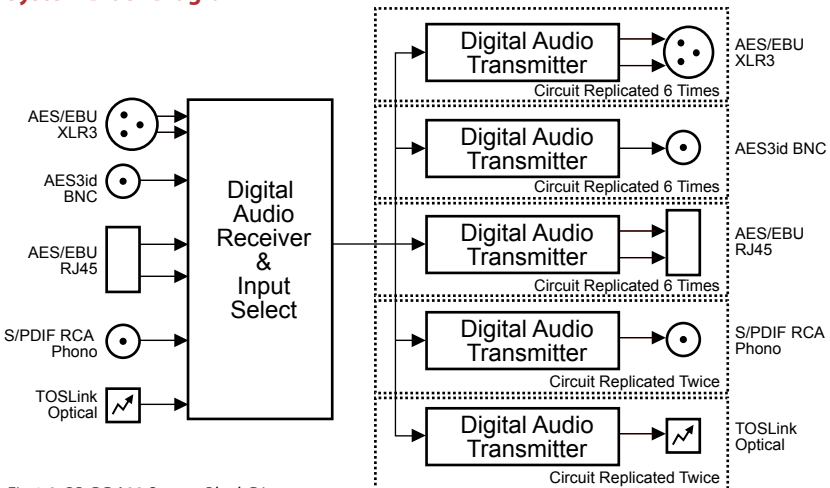 AES/EBU
XLR3
AES3id
BNC
AES/EBU
RJ45
S/PDIF RCA
Phono
TOSLink
Optical
Digital
Audio
Receiver
&
Input
Select
Digital Audio
Transmitter
Circuit Replicated 6 Times
AES/EBU
XLR3
Digital Audio
Transmitter
Circuit Replicated 6 Times
AES3id BNC
Digital Audio
Transmitter
Circuit Replicated 6 Times
AES/EBU
RJ45
Digital Audio
Transmitter
Circuit Replicated Twice
S/PDIF RCA
Phono
Digital Audio
Transmitter
Circuit Replicated Twice
TOSLink
Optical